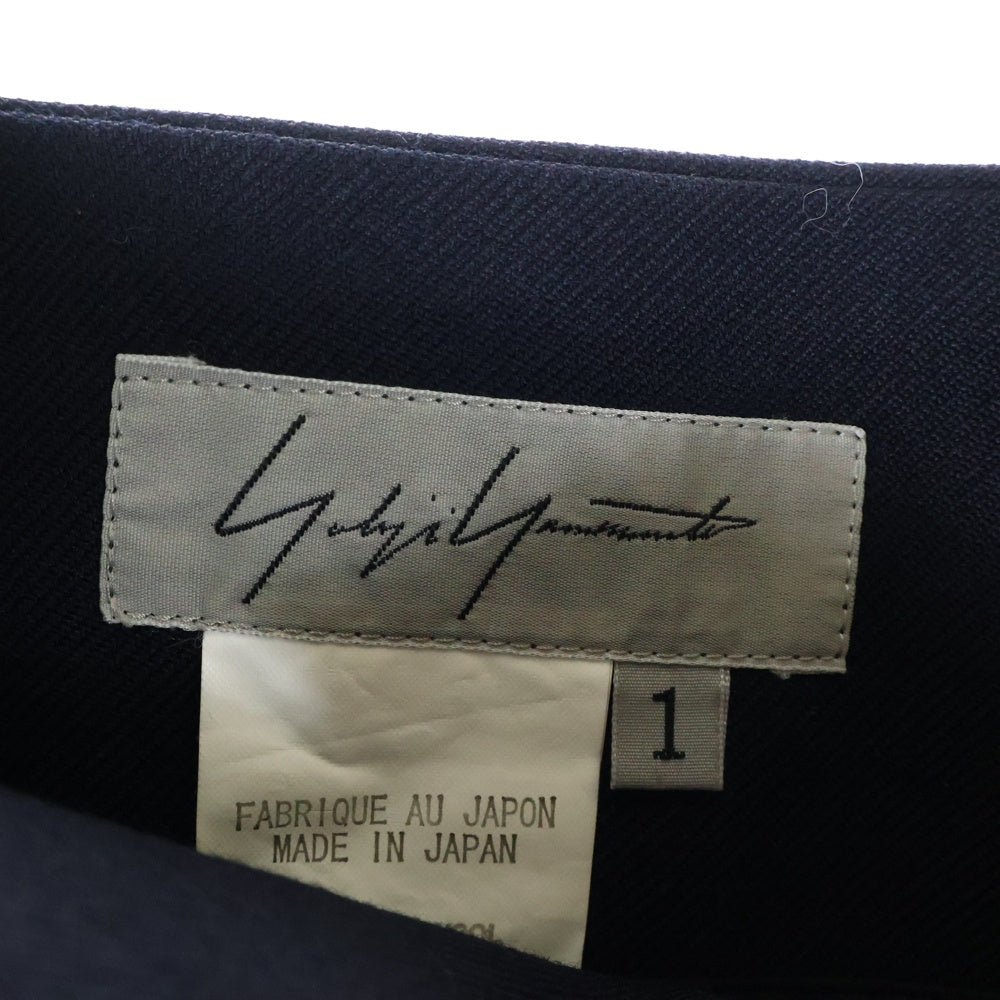 Yohji Yamamoto
1
FABRIQUE AU JAPON
MADE IN JAPAN